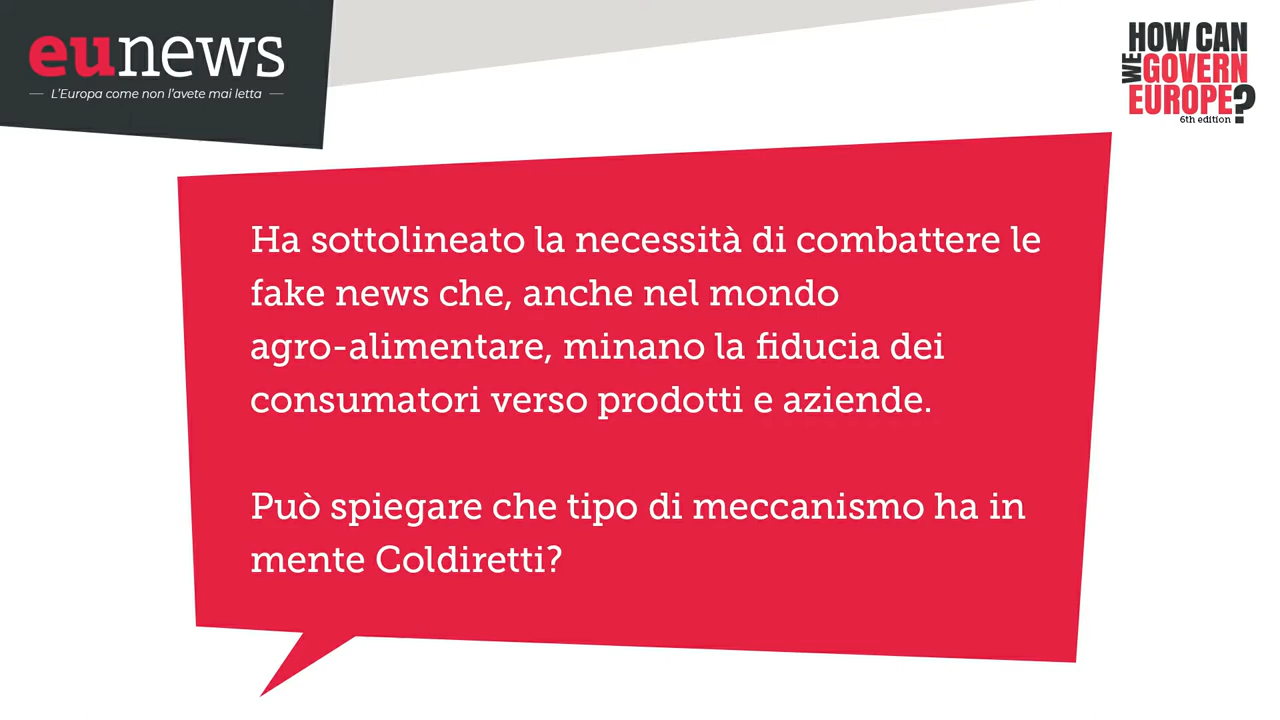 eunews
L'Europa come non l'avete mai letta
HOW CAN
WE GOVERN
EUROPE?
6th edition
Ha sottolineato la necessità di combattere le
fake news che, anche nel mondo
agro-alimentare, minano la fiducia dei
consumatori verso prodotti e aziende.
Può spiegare che tipo di meccanismo ha in
mente Coldiretti?